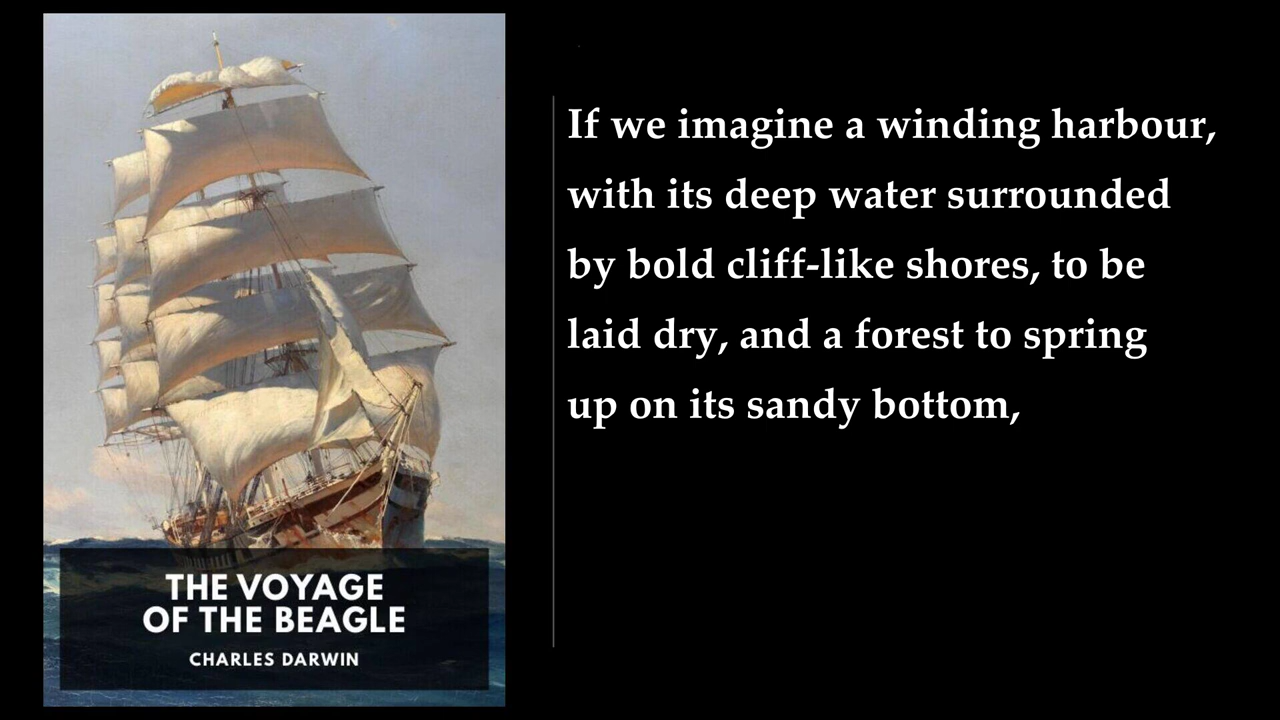 If we imagine a winding harbour,
with its deep water surrounded
by bold cliff-like shores, to be
laid dry, and a forest to spring
up on its sandy bottom,
THE VOYAGE
OF THE BEAGLE
CHARLES DARWIN